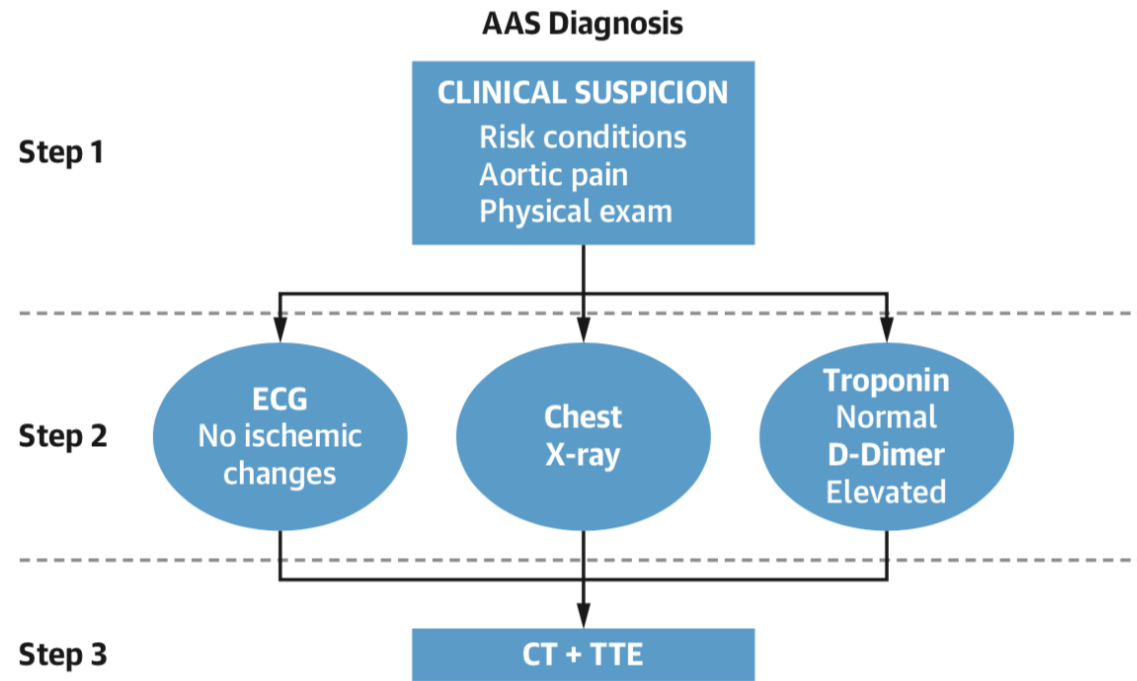 AAS Diagnosis
Step 1
CLINICAL SUSPICION
Risk conditions
Aortic pain
Physical exam
Step 2
ECG
No ischemic
changes
Chest
X-ray
Troponin
Normal
D-Dimer
Elevated
Step 3
CT + TTE